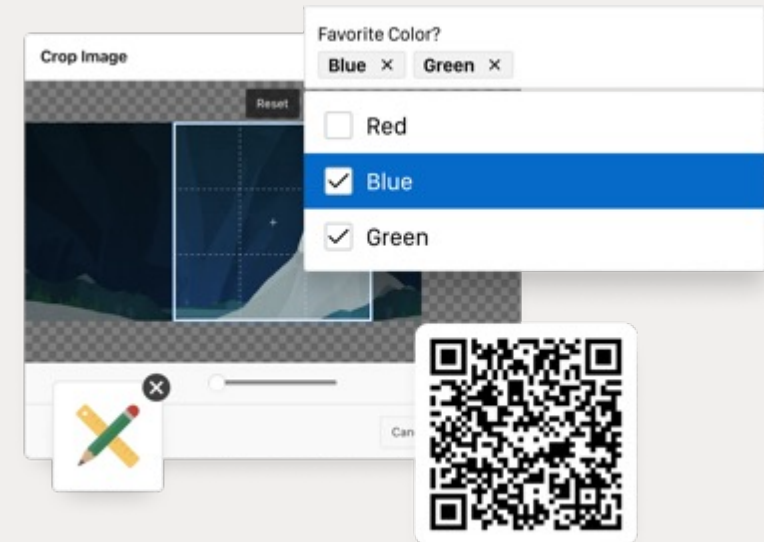 Crop Image
Favorite Color?
Blue ×
Green ×
Reset
Red
Blue
Green